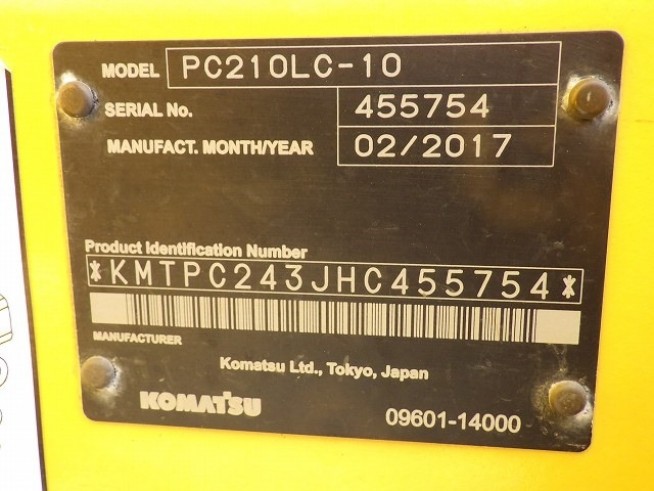 MODEL PC210LC-10
SERIAL No. 455754
MANUFACT. MONTH/YEAR 02/2017
Product Identification Number
*KMTPC243JHC455754*
MANUFACTURER
Komatsu Ltd., Tokyo, Japan
KOMATSU
09601-14000